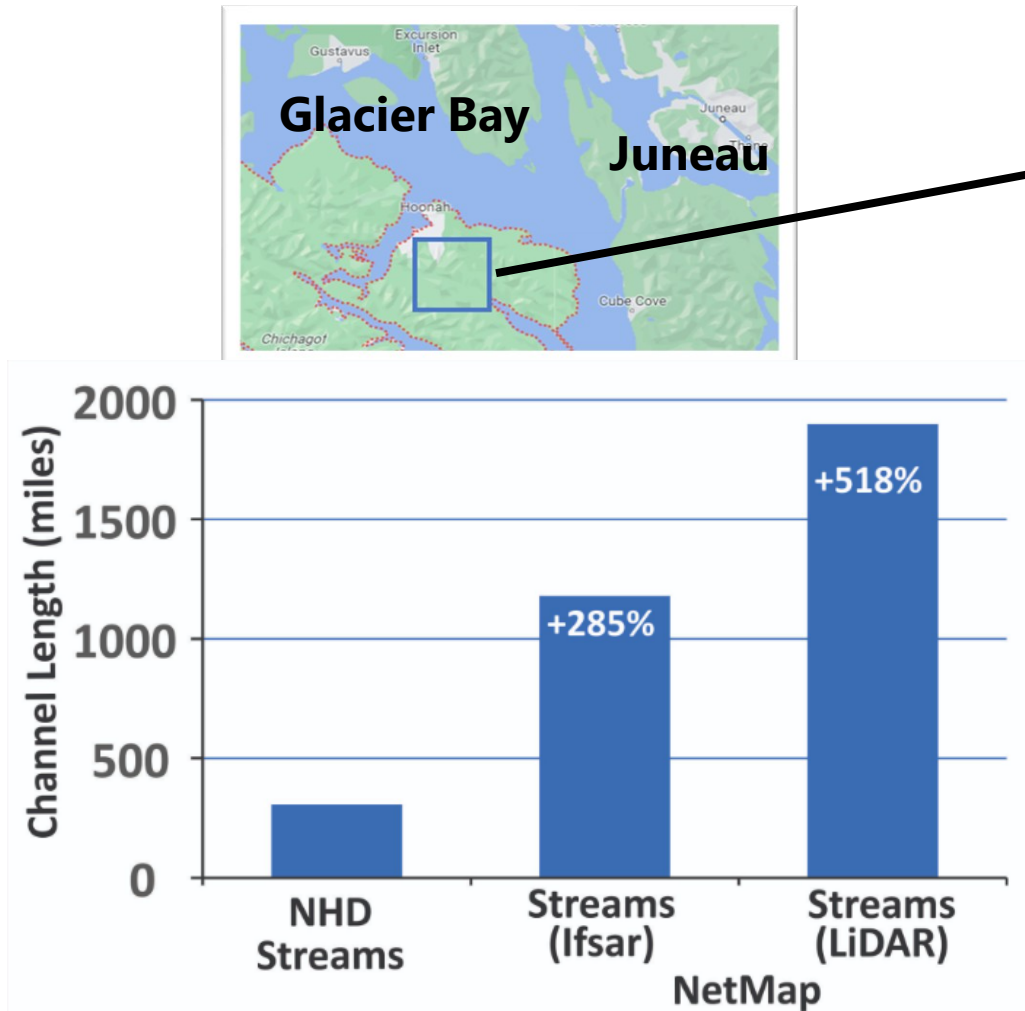 Gustavus
Excursion
Inlet
Glacier Bay
Juneau
Juneau
Hoonah
Cube Cove
Chichagof
Channel Length (miles)
2000
1500
1000
500
0
+285%
+518%
NHD
Streams
Streams
(Ifsar)
Streams
(LiDAR)
NetMap